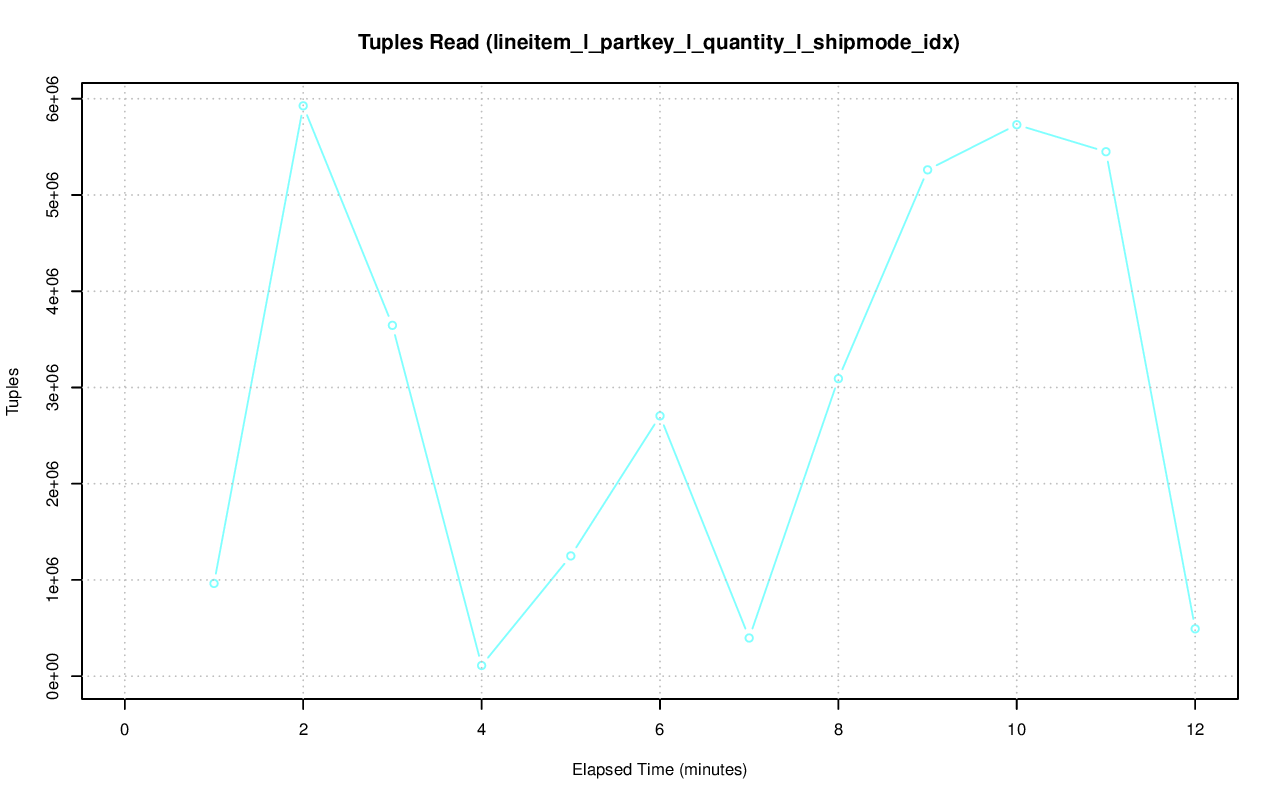 Tuples Read (lineitem_l_partkey_l_quantity_l_shipmode_idx)
Tuples
6e+06
5e+06
4e+06
3e+06
2e+06
1e+06
0e+00
0 2 4 6 8 10 12
Elapsed Time (minutes)